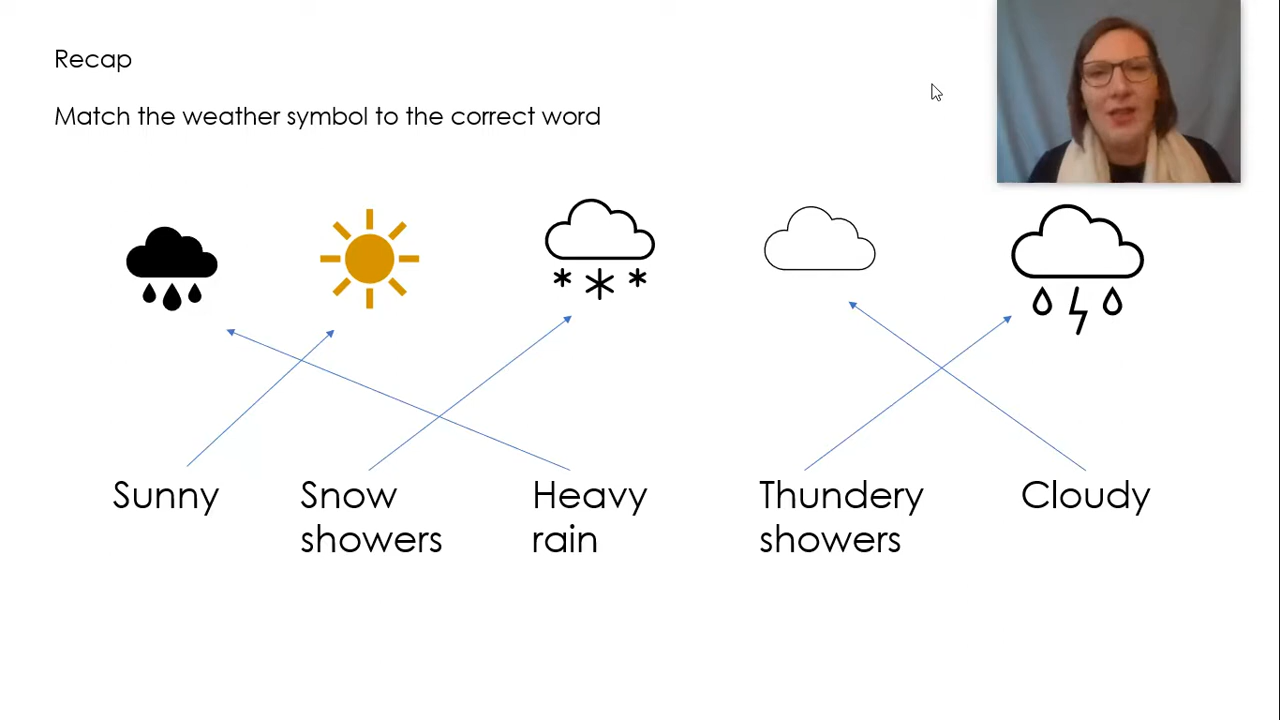 Recap
Match the weather symbol to the correct word
Sunny
Snow
showers
Heavy
rain
Thundery
showers
Cloudy